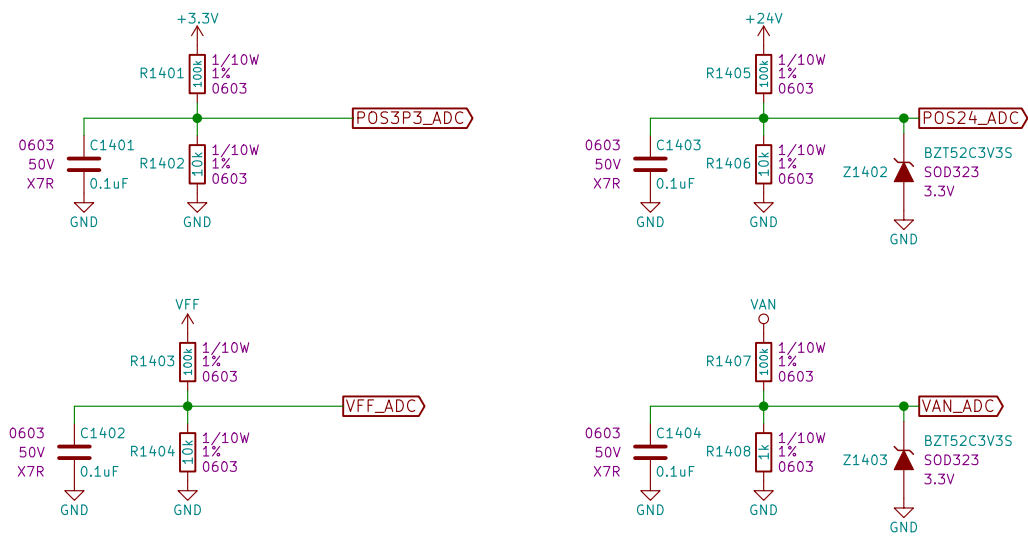 +3.3V
R1401
100k
1/10W
1%
0603
POS3P3_ADC
0603
50V
X7R
C1401
0.1uF
GND
R1402
10k
1/10W
1%
0603
GND
+24V
R1405
100k
1/10W
1%
0603
POS24_ADC
0603
50V
X7R
C1403
0.1uF
GND
R1406
10k
1/10W
1%
0603
GND
Z1402
BZT52C3V3S
SOD323
3.3V
GND
VFF
R1403
100k
1/10W
1%
0603
VFF_ADC
0603
50V
X7R
C1402
0.1uF
GND
R1404
10k
1/10W
1%
0603
GND
VAN
R1407
100k
1/10W
1%
0603
VAN_ADC
0603
50V
X7R
C1404
0.1uF
GND
R1408
1k
1/10W
1%
0603
GND
Z1403
BZT52C3V3S
SOD323
3.3V
GND